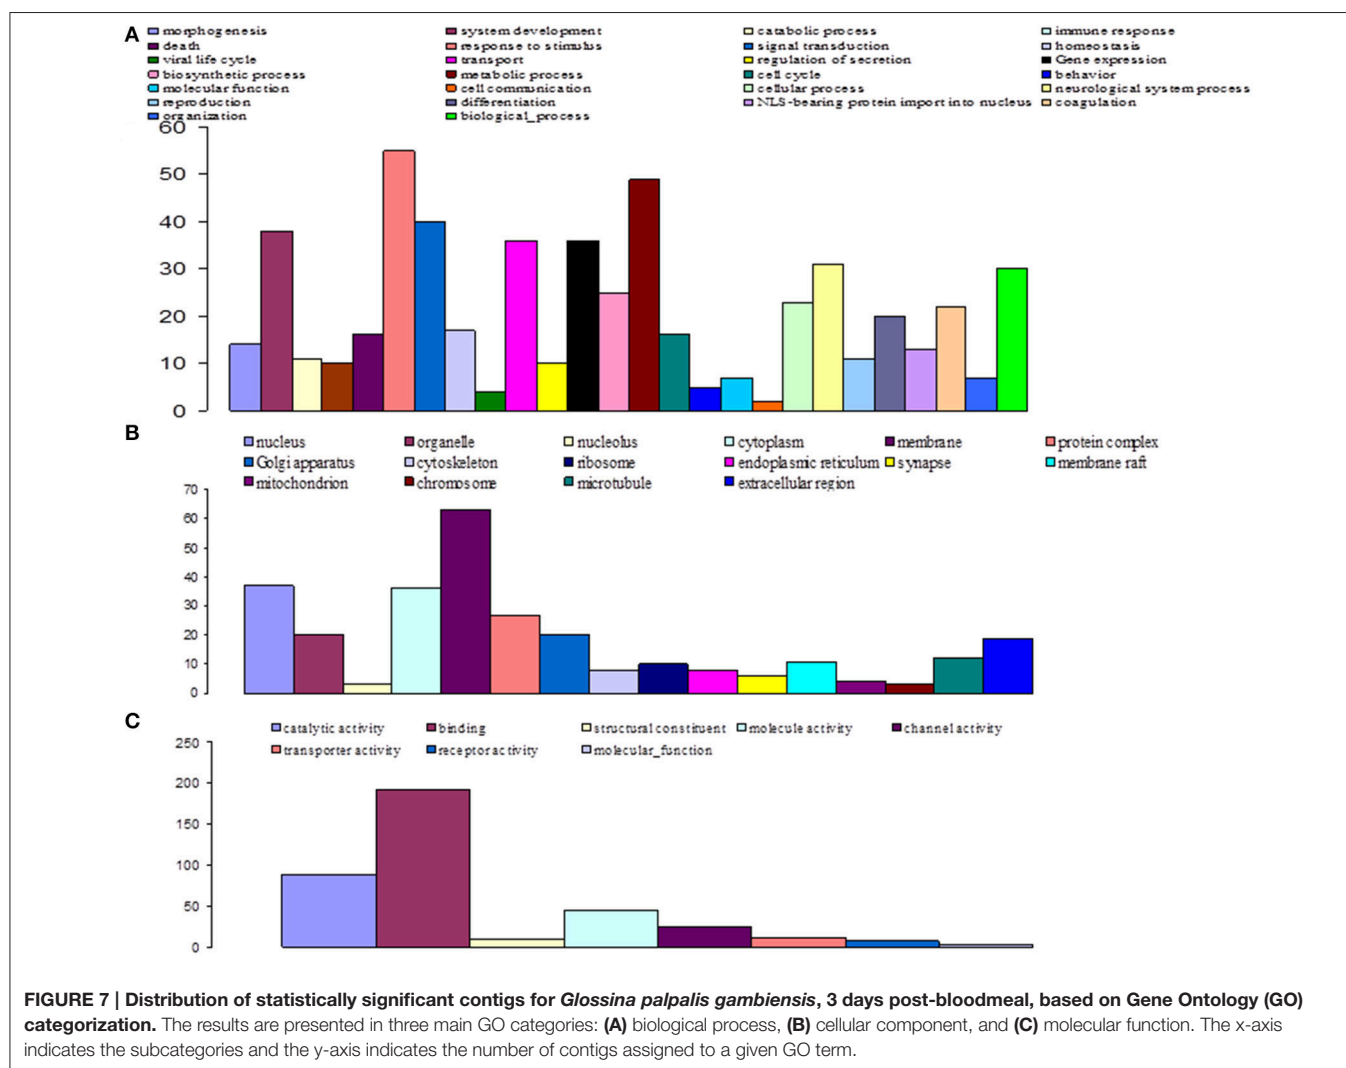 A
morphogenesis system development catabolic process immune response
death response to stimulus signal transduction homeostasis
viral life cycle transport regulation of secretion Gene expression
biosynthetic process metabolic process cell cycle behavior
molecular function cell communication cellular process neurological system process
reproduction differentiation NLS-bearing protein import into nucleus coagulation
organization biological_process
60
50
40
30
20
10
0
B
nucleus organelle nucleolus cytoplasm membrane protein complex
Golgi apparatus cytoskeleton ribosome endoplasmic reticulum synapse membrane raft
mitochondrion chromosome microtubule extracellular region
70
60
50
40
30
20
10
0
C
catalytic activity binding structural constituent molecule activity channel activity
transporter activity receptor activity molecular_function
250
200
150
100
50
0
FIGURE 7 | Distribution of statistically significant contigs for Glossina palpalis gambiensis, 3 days post-bloodmeal, based on Gene Ontology (GO)
categorization. The results are presented in three main GO categories: (A) biological process, (B) cellular component, and (C) molecular function. The x-axis
indicates the subcategories and the y-axis indicates the number of contigs assigned to a given GO term.